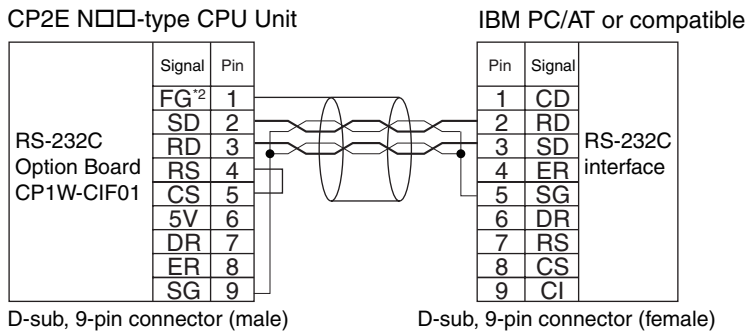 CP2E N□□-type CPU Unit
IBM PC/AT or compatible
RS-232C
Option Board
CP1W-CIF01
Signal Pin
FG*2 1
SD 2
RD 3
RS 4
CS 5
5V 6
DR 7
ER 8
SG 9
Pin Signal
1 CD
2 RD
3 SD
4 ER
5 SG
6 DR
7 RS
8 CS
9 CI
RS-232C
interface
D-sub, 9-pin connector (male)
D-sub, 9-pin connector (female)